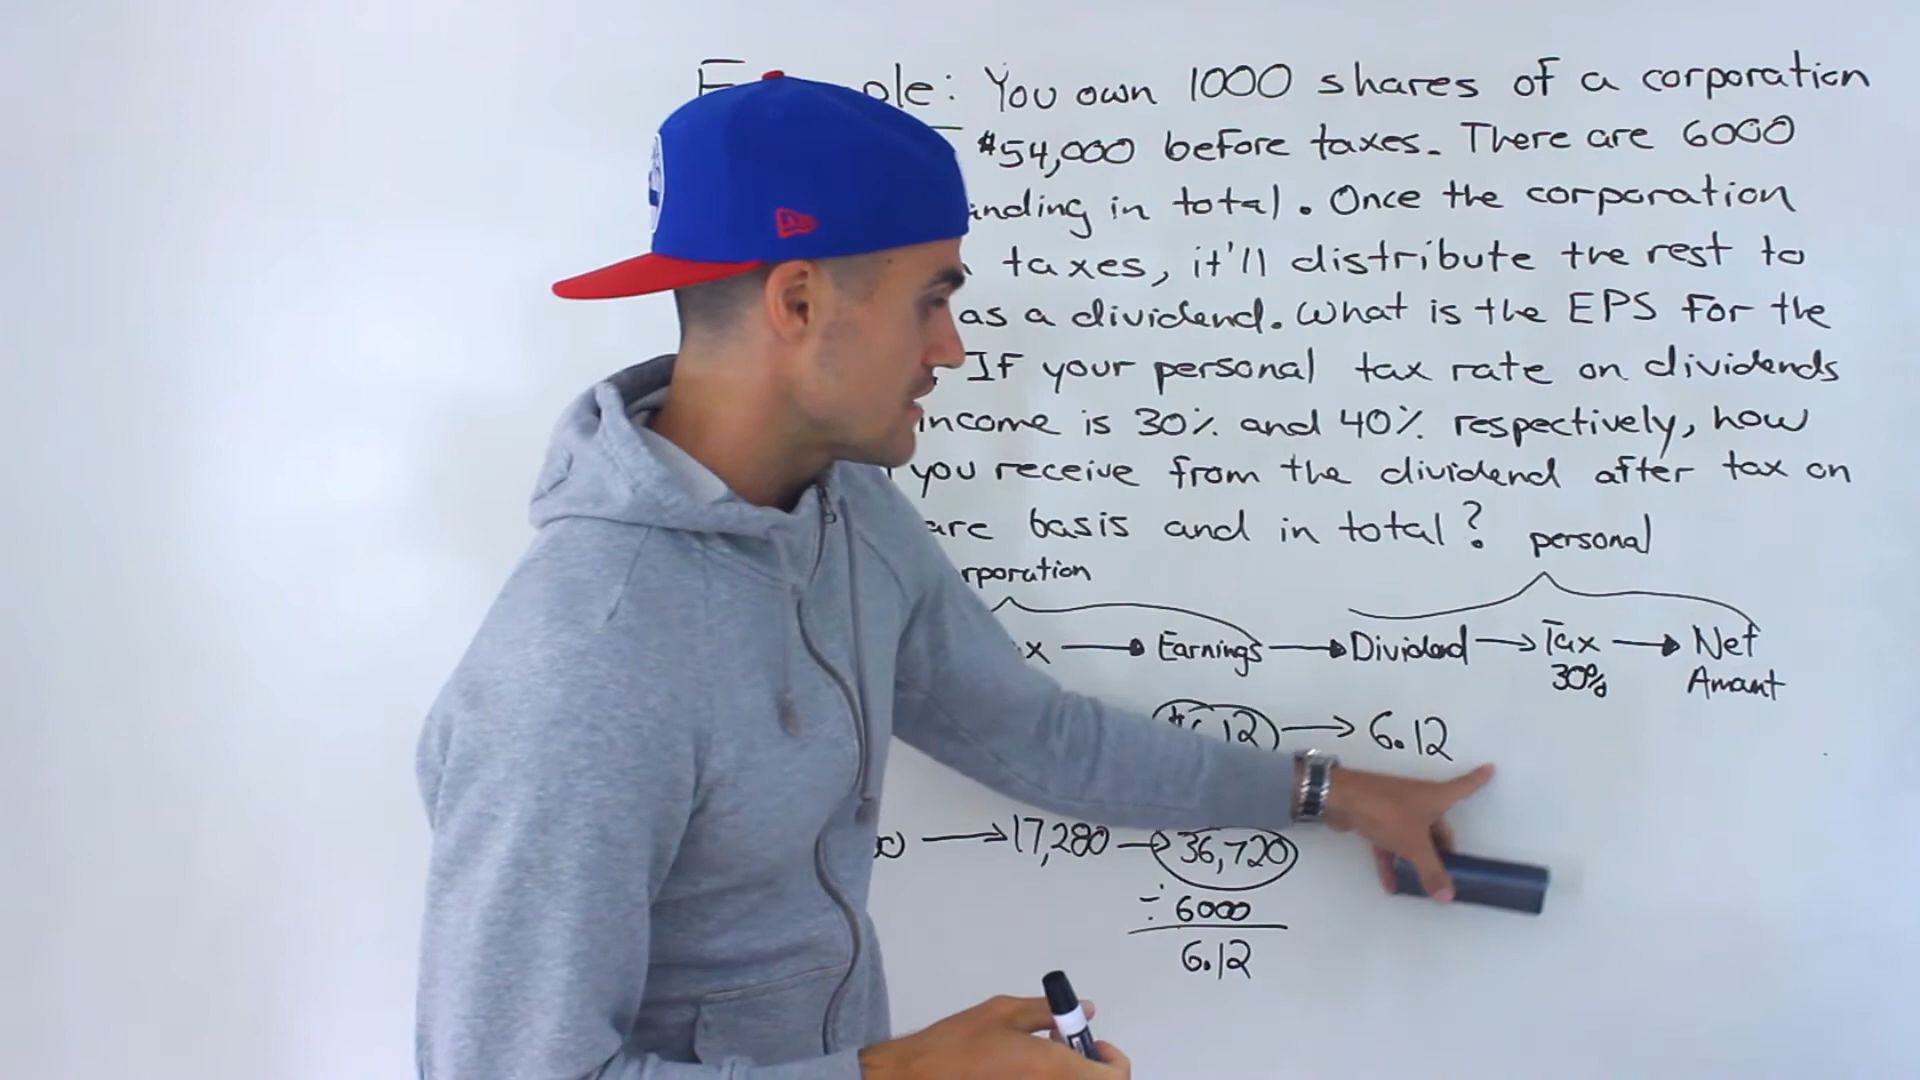 You own 1000 shares of a corporation
$54,000 before taxes. There are 6000
in total. Once the corporation
taxes, it'll distribute the rest to
as a dividend. What is the EPS for the
If your personal tax rate on dividends
income is 30% and 40% respectively, how
you receive from the dividend after tax on
basis and in total?
personal
→ Earnings → Dividend → Tax → Net
30% Amount
→ 6.12
→ 17,280 → 36,720
÷ 6000
6.12